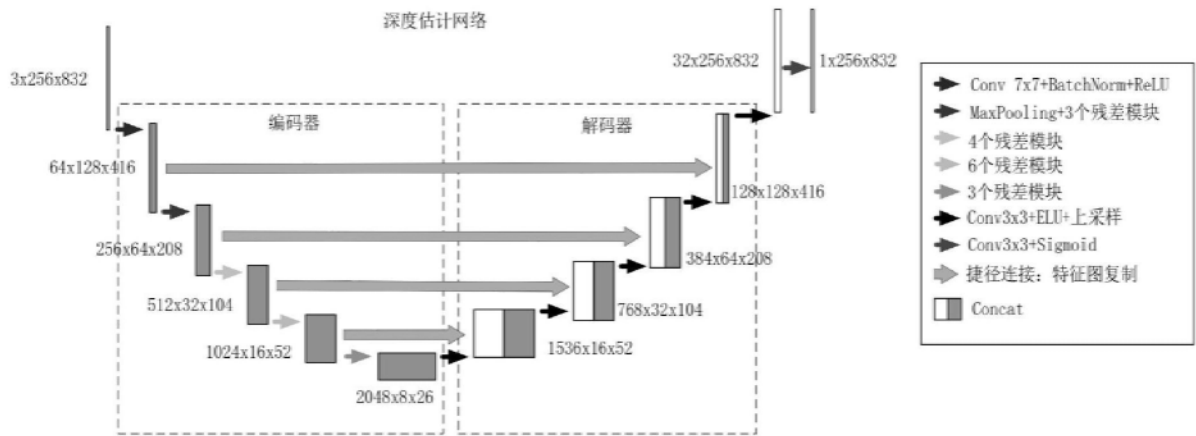 深度估计网络
3x256x832
32x256x832
1x256x832
编码器
解码器
64x128x416
128x128x416
256x64x208
384x64x208
512x32x104
768x32x104
1024x16x52
1536x16x52
2048x8x26
Conv 7x7+BatchNorm+ReLU
MaxPooling+3个残差模块
4个残差模块
6个残差模块
3个残差模块
Conv3x3+ELU+上采样
Conv3x3+Sigmoid
捷径连接：特征图复制
Concat